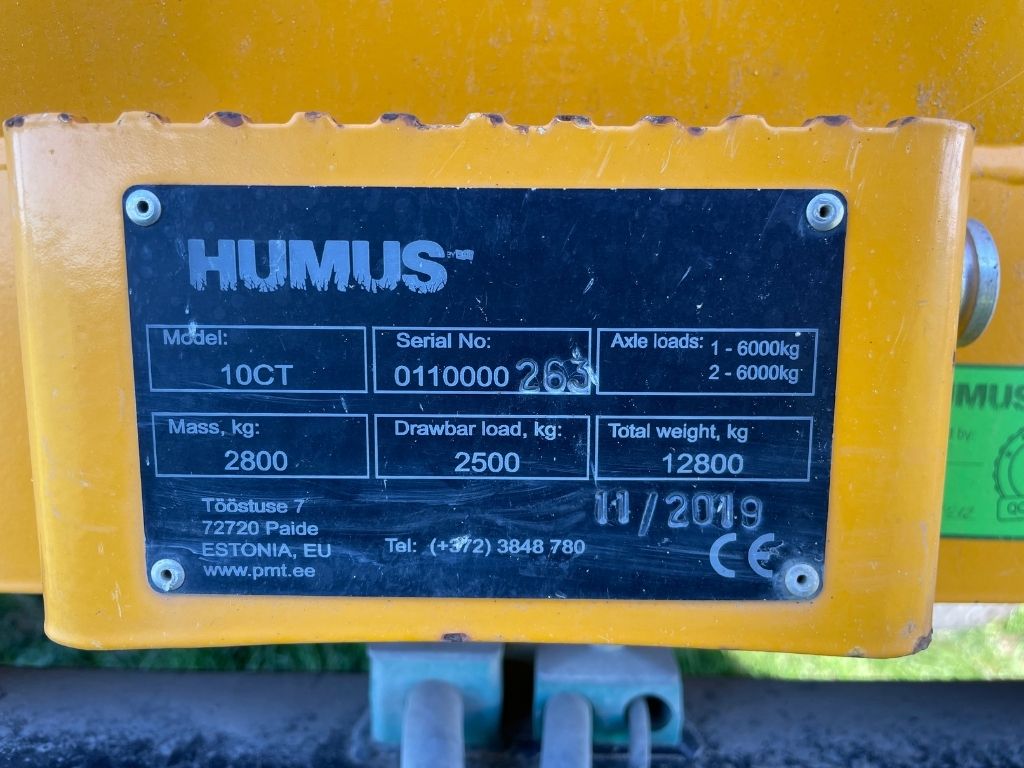 HUMUS
Model:
10CT
Serial No:
0110000 263
Axle loads: 1 - 6000kg
2 - 6000kg
Mass, kg:
2800
Drawbar load, kg:
2500
Total weight, kg
12800
11/2019
Tööstuse 7
72720 Paide
ESTONIA, EU
www.pmt.ee
Tel: (+372) 3848 780
CE
HUMUS
by: